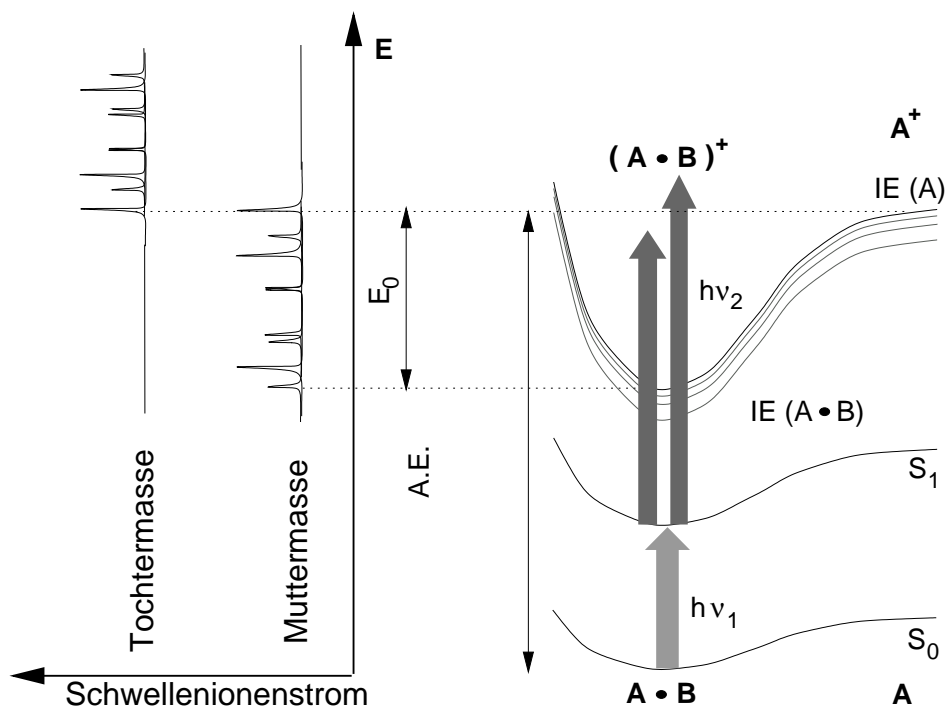 E
A⁺
( A • B )⁺
IE (A)
E₀
hν₂
IE (A • B)
A.E.
S₁
Tochtermasse
Muttermasse
hν₁
S₀
Schwellenionenstrom
A • B
A